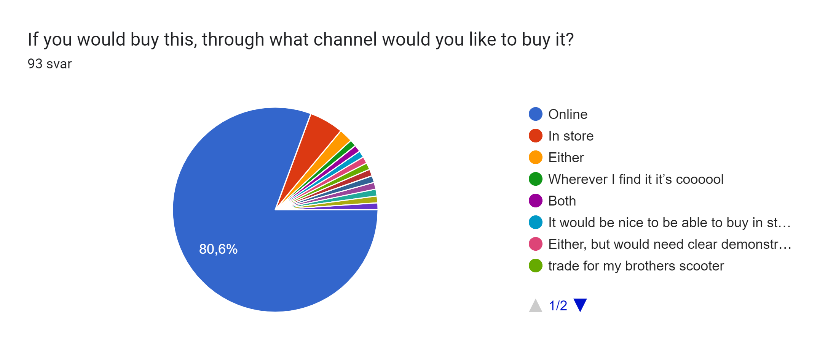 If you would buy this, through what channel would you like to buy it?
93 svar
80,6%
Online
In store
Either
Wherever I find it it's coooool
Both
It would be nice to be able to buy in st...
Either, but would need clear demonstr...
trade for my brothers scooter
1/2